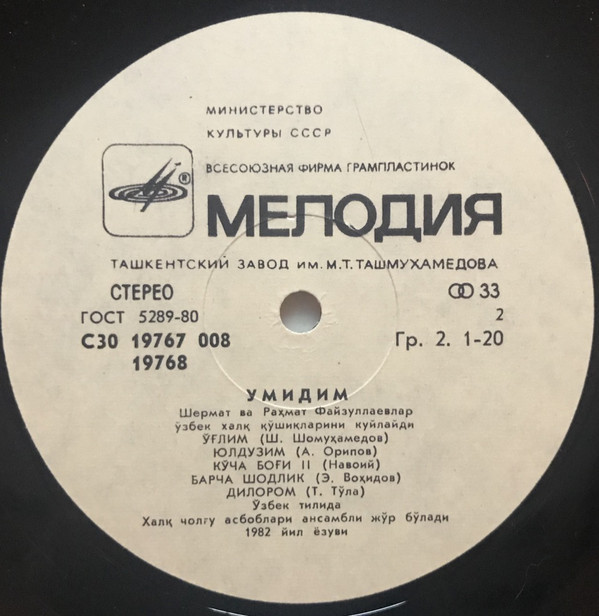 МИНИСТЕРСТВО
КУЛЬТУРЫ СССР
ВСЕСОЮЗНАЯ ФИРМА ГРАМПЛАСТИНОК
®
МЕЛОДИЯ
ТАШКЕНТСКИЙ ЗАВОД ИМ. М.Т. ТАШМУХАМЕДОВА
СТЕРЕО
33
ГОСТ 5289-80
2
С30 19767 008
Гр. 2. 1-20
19768
УМИДИМ
Шермат ва Раҳмат Файзуллаевлар
ўзбек халқ қўшиқларини куйлайди
ЎҒЛИМ (Ш. Шомуҳамедов)
ЮЛДУЗИМ (А. Орипов)
КЎЧА БОҒИ II (Навоий)
БАРЧА ШОДЛИК (Э. Воҳидов)
ДИЛОРОМ (Т. Тўла)
Ўзбек тилида
Халқ чолғу асбоблари ансамбли жўр бўлади
1982 йил ёзуви